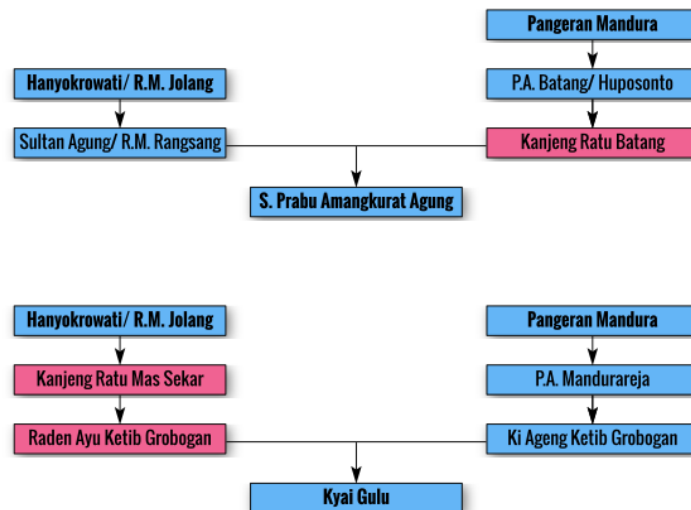 Pangeran Mandura
Hanyokrowati/ R.M. Jolang
P.A. Batang/ Huposonto
Sultan Agung/ R.M. Rangsang
Kanjeng Ratu Batang
S. Prabu Amangkurat Agung
Hanyokrowati/ R.M. Jolang
Pangeran Mandura
Kanjeng Ratu Mas Sekar
P.A. Mandurareja
Raden Ayu Ketib Grobogan
Ki Ageng Ketib Grobogan
Kyai Gulu